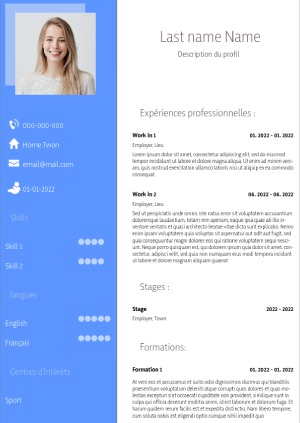 000-000-000
Home Twon
email@mail.com
01-01-2022
Skills
Skill 1
Skill 2
langues
English
Français
Centres d'intérêts
Sport
Last name Name
Description du profil
Expériences professionnelles :
Work in 1 01. 2022 - 01. 2022
Employer, Lieu
Lorem ipsum dolor sit amet, consectetur adipiscing elit, sed do eiusmod
tempor incididunt ut labore et dolore magna aliqua. Ut enim ad minim veniam,
quis nostrud exercitation ullamco laboris nisi ut aliquip ex ea commodo
consequat.
Work in 2 06. 2022 - 06. 2022
Employer, Lieu
Sed ut perspiciatis unde omnis iste natus error sit voluptatem accusantium
doloremque laudantium, totam rem aperiam, eaque ipsa quae ab illo in-
ventore veritatis et quasi architecto beatae vitae dicta sunt explicabo. Nemo
enim ipsam voluptatem quia voluptas sit aspernatur aut odit aut fugit, sed
quia consequuntur magni dolores eos qui ratione voluptatem sequi nesciunt.
Neque porro quisquam est, qui dolorem ipsum quia dolor sit amet, conse-
ctetur, adipisci velit, sed quia non numquam eius modi tempora incidunt ut
labore et dolore magnam aliquam quaerat voluptatem
Stages :
Stage 2022 - 2022
Employer, Town
Formations:
Formation 1 01. 2022 - 01. 2022
At vero eos et accusamus et iusto odio dignissimos ducimus qui blanditiis
praesentium voluptatum deleniti atque corrupti quos dolores et quas
molestias excepturi sint occaecati cupiditate non provident, similique sunt in
culpa qui officia deserunt mollitia animi, id est laborum et dolorum fuga. Et
harum quidem rerum facilis est et expedita distinctio. Nam libero tempore,
cum soluta nobis est eligendi optio cumque nihil impedit quo minus id quod